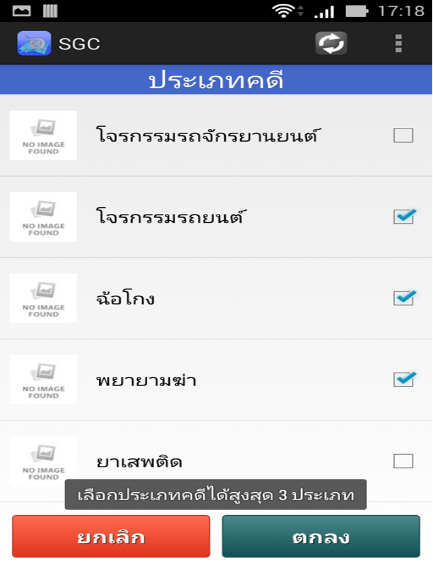 17:18
SGC
ประเภทคดี
NO IMAGE
FOUND
โจรกรรมรถจักรยานยนต์
NO IMAGE
FOUND
โจรกรรมรถยนต์
NO IMAGE
FOUND
ฉ้อโกง
NO IMAGE
FOUND
พยายามฆ่า
NO IMAGE
FOUND
ยาเสพติด
เลือกประเภทคดีได้สูงสุด 3 ประเภท
ยกเลิก
ตกลง